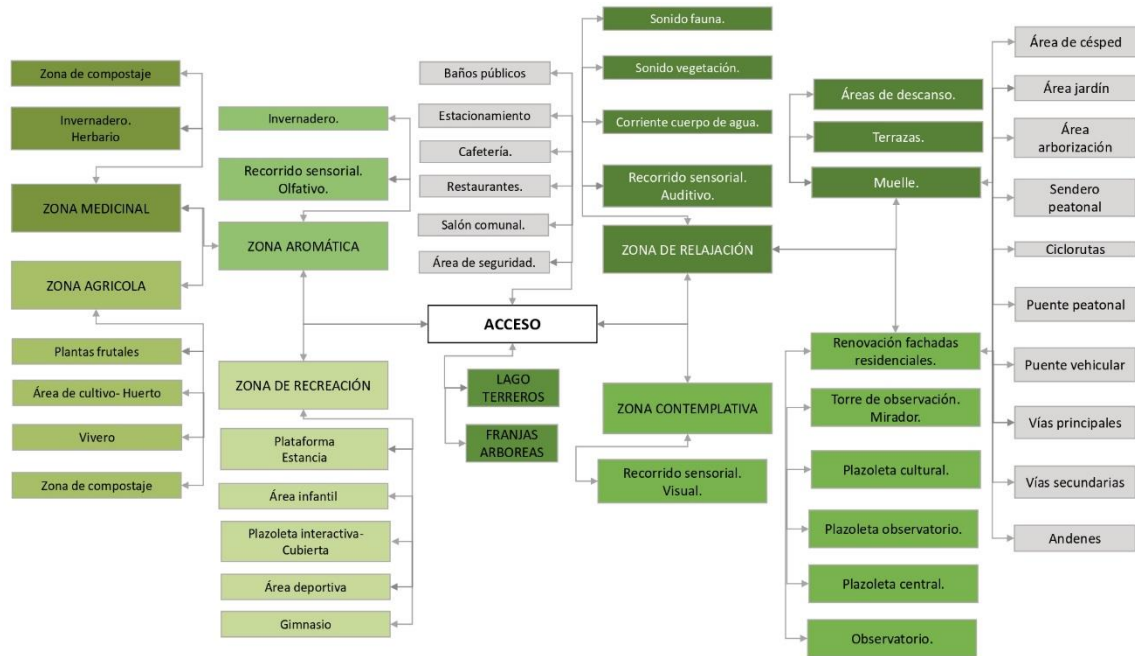 Zona de compostaje
Invernadero.
Herbario
ZONA MEDICINAL
ZONA AGRICOLA
Plantas frutales
Área de cultivo- Huerto
Vivero
Zona de compostaje
Invernadero.
Recorrido sensorial.
Olfativo.
ZONA AROMÁTICA
ZONA DE RECREACIÓN
Plataforma
Estancia
Área infantil
Plazoleta interactiva-
Cubierta
Área deportiva
Gimnasio
Baños públicos
Estacionamiento
Cafetería.
Restaurantes.
Salón comunal.
Área de seguridad.
ACCESO
LAGO
TERREROS
FRANJAS
ARBOREAS
Sonido fauna.
Sonido vegetación.
Corriente cuerpo de agua.
Recorrido sensorial.
Auditivo.
ZONA DE RELAJACIÓN
ZONA CONTEMPLATIVA
Recorrido sensorial.
Visual.
Áreas de descanso.
Terrazas.
Muelle.
Renovación fachadas
residenciales.
Torre de observación.
Mirador.
Plazoleta cultural.
Plazoleta observatorio.
Plazoleta central.
Observatorio.
Área de césped
Área jardín
Área
arborización
Sendero
peatonal
Ciclorutas
Puente peatonal
Puente vehicular
Vías principales
Vías secundarias
Andenes